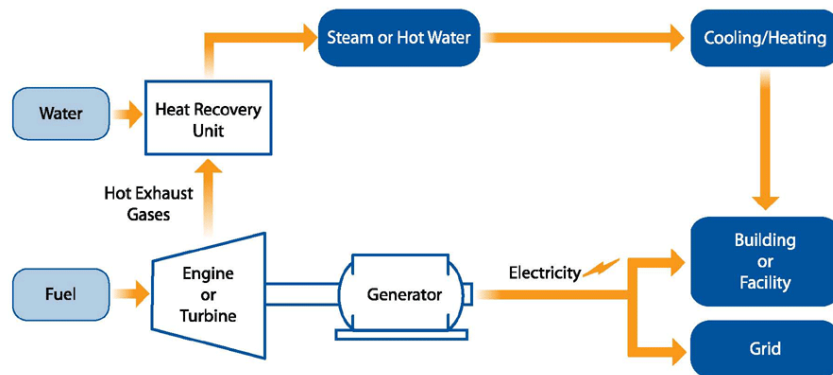 Steam or Hot Water
Cooling/Heating
Water
Heat Recovery
Unit
Hot Exhaust
Gases
Fuel
Engine
or
Turbine
Generator
Electricity
Building
or
Facility
Grid